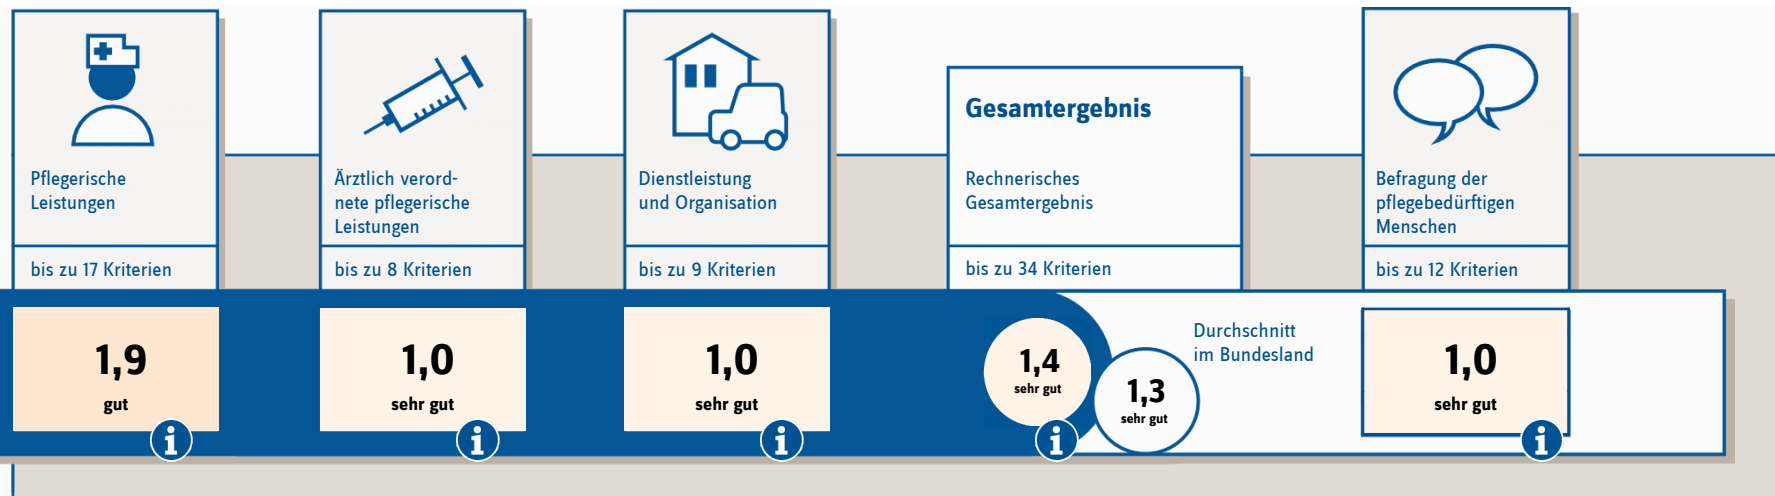 Pflegerische
Leistungen
bis zu 17 Kriterien
1,9
gut
i
Ärztlich verord-
nete pflegerische
Leistungen
bis zu 8 Kriterien
1,0
sehr gut
i
Dienstleistung
und Organisation
bis zu 9 Kriterien
1,0
sehr gut
i
Gesamtergebnis
Rechnerisches
Gesamtergebnis
bis zu 34 Kriterien
1,4
sehr gut
i
1,3
sehr gut
Durchschnitt
im Bundesland
Befragung der
pflegebedürftigen
Menschen
bis zu 12 Kriterien
1,0
sehr gut
i